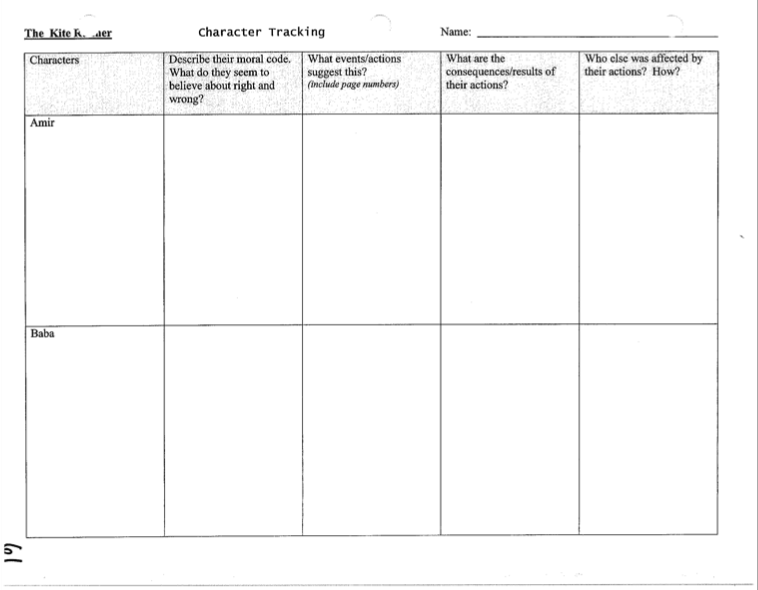 The Kite
Character Tracking
Name:
Characters
Describe their moral code.
What do they seem to
believe about right and
wrong?
What events/actions
suggest this?
(include page numbers)
What are the
consequences/results of
their actions?
Who else was affected by
their actions? How?
Amir
Baba